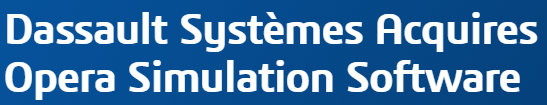 Dassault Systèmes Acquires
Opera Simulation Software